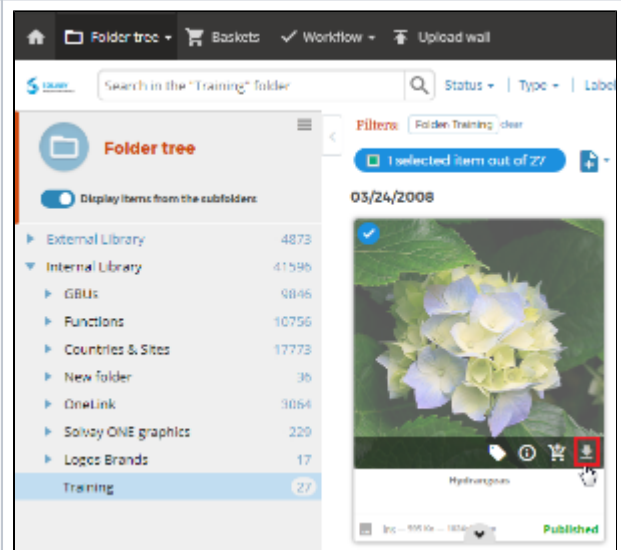 Folder tree Baskets Workflow Upload wall
SOLVAY Search in the "Training" folder Status Type Label
Filters: Folder: Training clear
Folder tree
1 selected item out of 27
Display items from the subfolders
03/24/2008
External Library 4873
Internal Library 41596
GBUs 9846
Functions 10756
Countries & Sites 17773
New folder 36
OneLink 3064
Solvay ONE graphics 229
Logos Brands 17
Training 27
Hydrangeas
Published